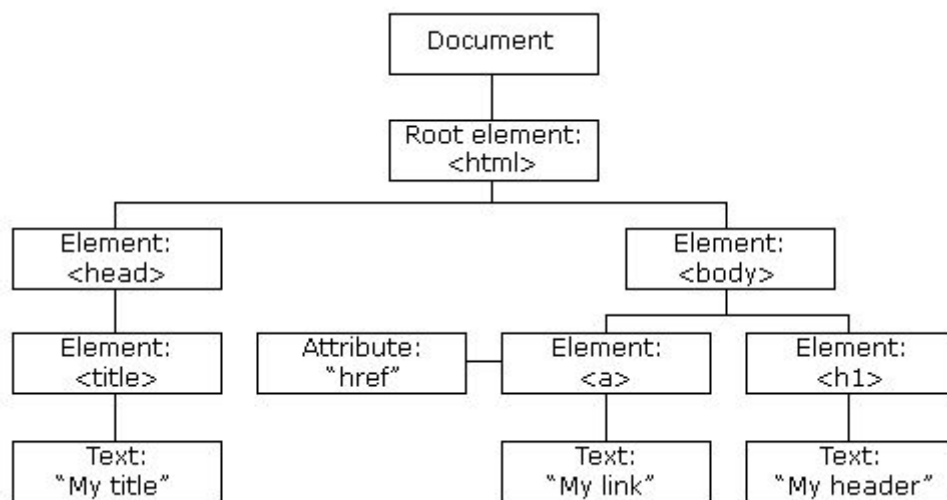 Document
Root element:
<html>
Element:
<head>
Element:
<body>
Element:
<title>
Attribute:
“href”
Element:
<a>
Element:
<h1>
Text:
“My title”
Text:
“My link”
Text:
“My header”